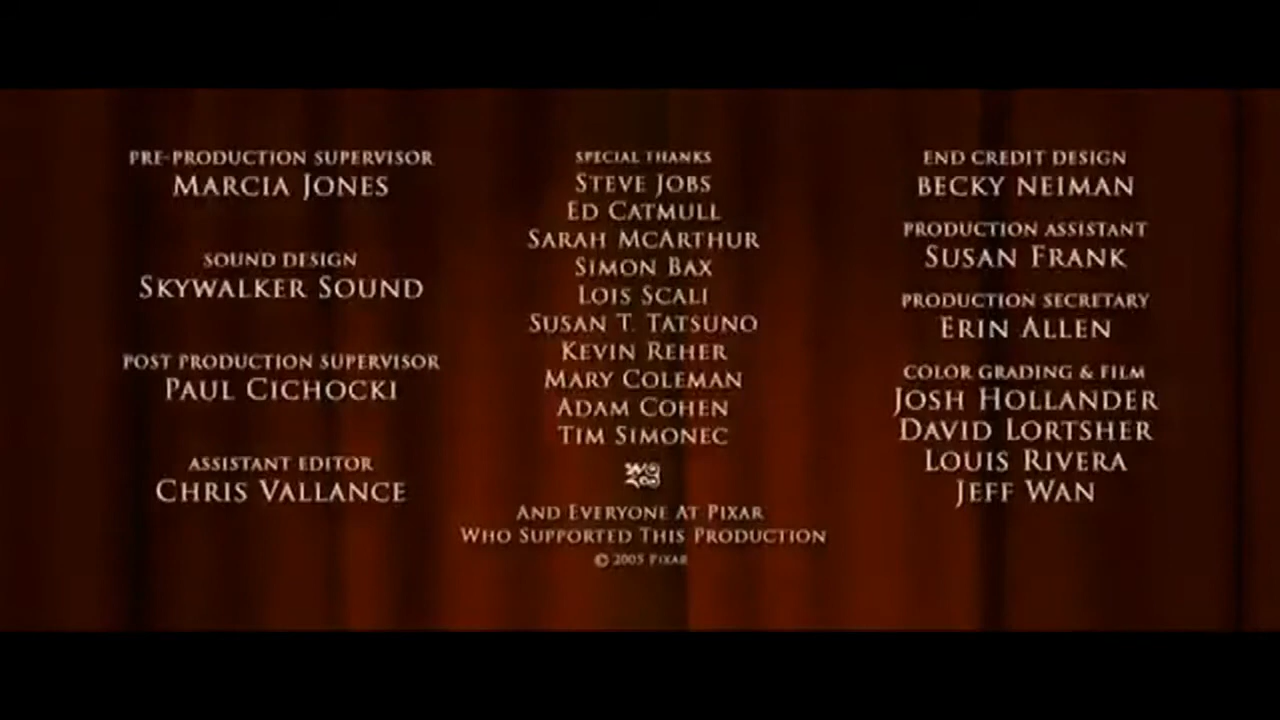 PRE-PRODUCTION SUPERVISOR
MARCIA JONES
SOUND DESIGN
SKYWALKER SOUND
POST PRODUCTION SUPERVISOR
PAUL CICHOCKI
ASSISTANT EDITOR
CHRIS VALLANCE
SPECIAL THANKS
STEVE JOBS
ED CATMULL
SARAH MCARTHUR
SIMON BAX
LOIS SCALI
SUSAN T. TATSUNO
KEVIN REHER
MARY COLEMAN
ADAM COHEN
TIM SIMONEC
AND EVERYONE AT PIXAR
WHO SUPPORTED THIS PRODUCTION
© 2005 PIXAR
END CREDIT DESIGN
BECKY NEIMAN
PRODUCTION ASSISTANT
SUSAN FRANK
PRODUCTION SECRETARY
ERIN ALLEN
COLOR GRADING & FILM
JOSH HOLLANDER
DAVID LORTSHER
LOUIS RIVERA
JEFF WAN